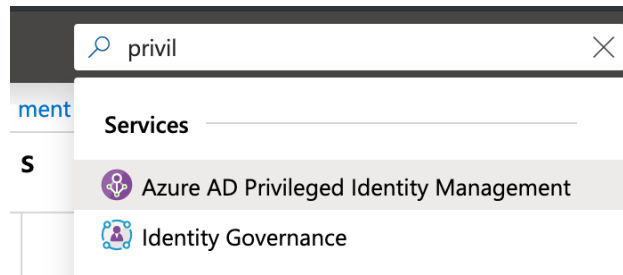 privil
ment
Services
s
Azure AD Privileged Identity Management
Identity Governance